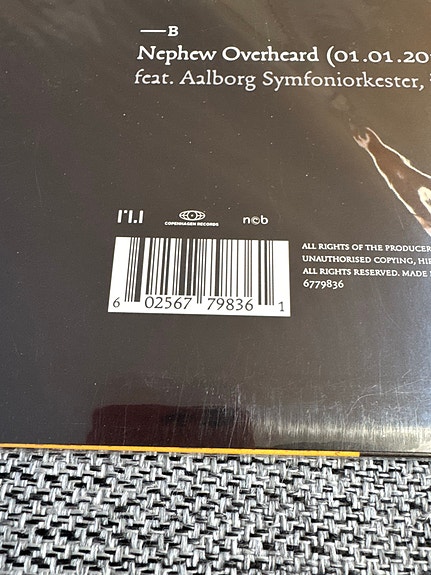 —B
Nephew Overheard (01.01.20
feat. Aalborg Symfoniorkester,
COPENHAGEN RECORDS
n©b
ALL RIGHTS OF THE PRODUCER
UNAUTHORISED COPYING, HIR
ALL RIGHTS RESERVED. MADE
6779836
6 02567 79836 1